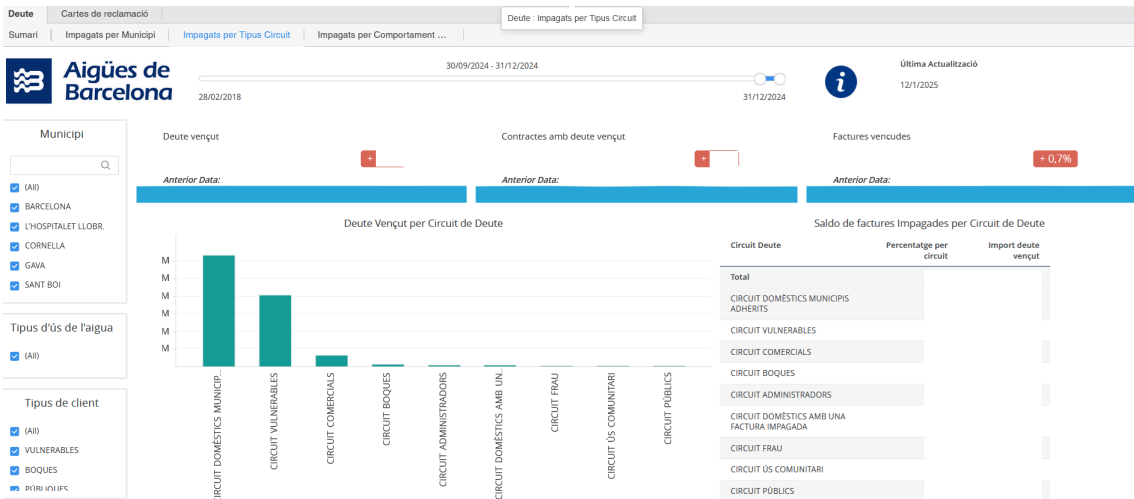 Deute
Cartes de reclamació
Deute : Impagats per Tipus Circuit
Sumari
Impagats per Municipi
Impagats per Tipus Circuit
Impagats per Comportament ...
Aigües de
Barcelona
30/09/2024 - 31/12/2024
28/02/2018
31/12/2024
i
Última Actualització
12/1/2025
Municipi
(All)
BARCELONA
L'HOSPITALET LLOBR.
CORNELLA
GAVA
SANT BOI
Tipus d'ús de l'aigua
(All)
Tipus de client
(All)
VULNERABLES
BOQUES
PÚBLIQUES
Deute vençut
+
Anterior Data:
Contractes amb deute vençut
+
Anterior Data:
Factures vencudes
+ 0,7%
Anterior Data:
Deute Vençut per Circuit de Deute
M
M
M
M
M
M
CIRCUIT DOMÈSTICS MUNICIP...
CIRCUIT VULNERABLES
CIRCUIT COMERCIALS
CIRCUIT BOQUES
CIRCUIT ADMINISTRADORS
CIRCUIT DOMÈSTICS AMB UN...
CIRCUIT FRAU
CIRCUIT ÚS COMUNITARI
CIRCUIT PÚBLICS
Saldo de factures Impagades per Circuit de Deute
Circuit Deute
Percentatge per
circuit
Import deute
vençut
Total
CIRCUIT DOMÈSTICS MUNICIPIS
ADHERITS
CIRCUIT VULNERABLES
CIRCUIT COMERCIALS
CIRCUIT BOQUES
CIRCUIT ADMINISTRADORS
CIRCUIT DOMÈSTICS AMB UNA
FACTURA IMPAGADA
CIRCUIT FRAU
CIRCUIT ÚS COMUNITARI
CIRCUIT PÚBLICS